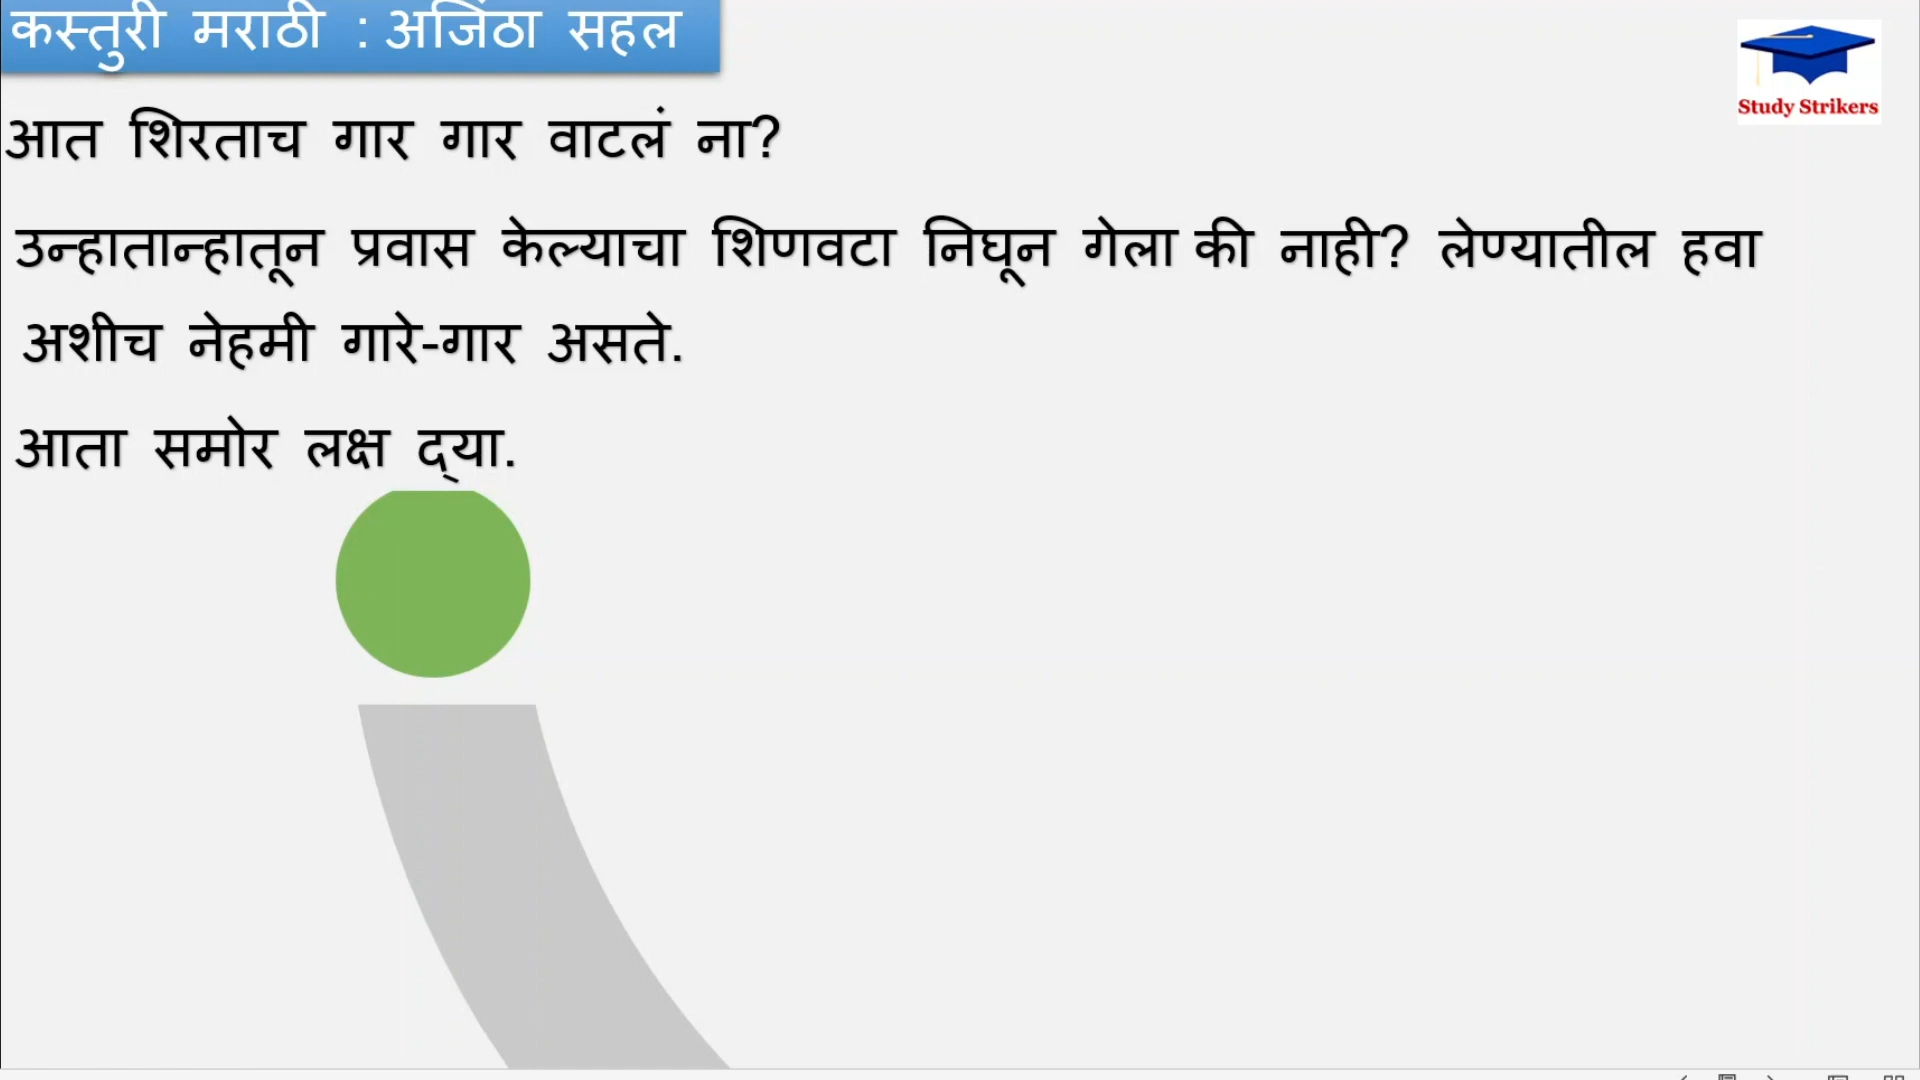 कस्तुरी मराठी : अजिंठा सहल
Study Strikers
आत शिरताच गार गार वाटलं ना?
उन्हातान्हातून प्रवास केल्याचा शिणवटा निघून गेला की नाही? लेण्यातील हवा
अशीच नेहमी गारे-गार असते.
आता समोर लक्ष द्‌या.